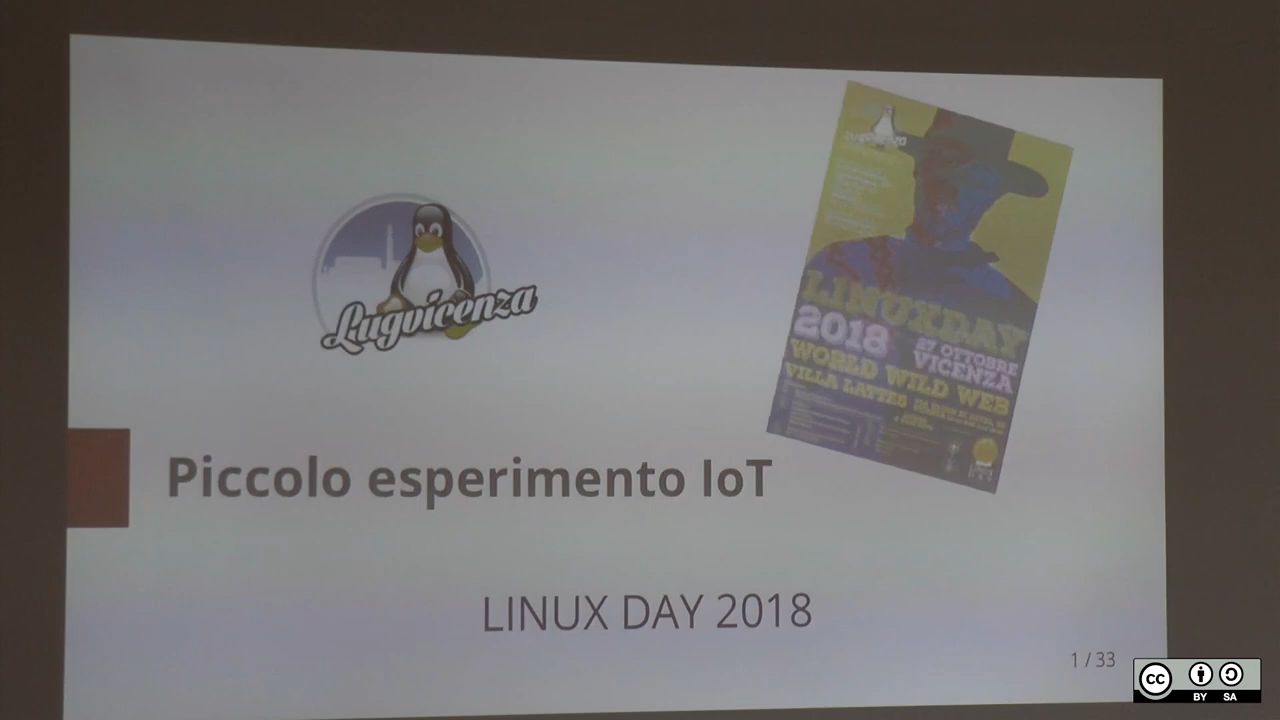 Lugvicenza
LINUXDAY
2018
27 OTTOBRE
VICENZA
WORLD WILD WEB
VILLA LATTES
Piccolo esperimento IoT
LINUX DAY 2018
1 / 33
cc
BY SA